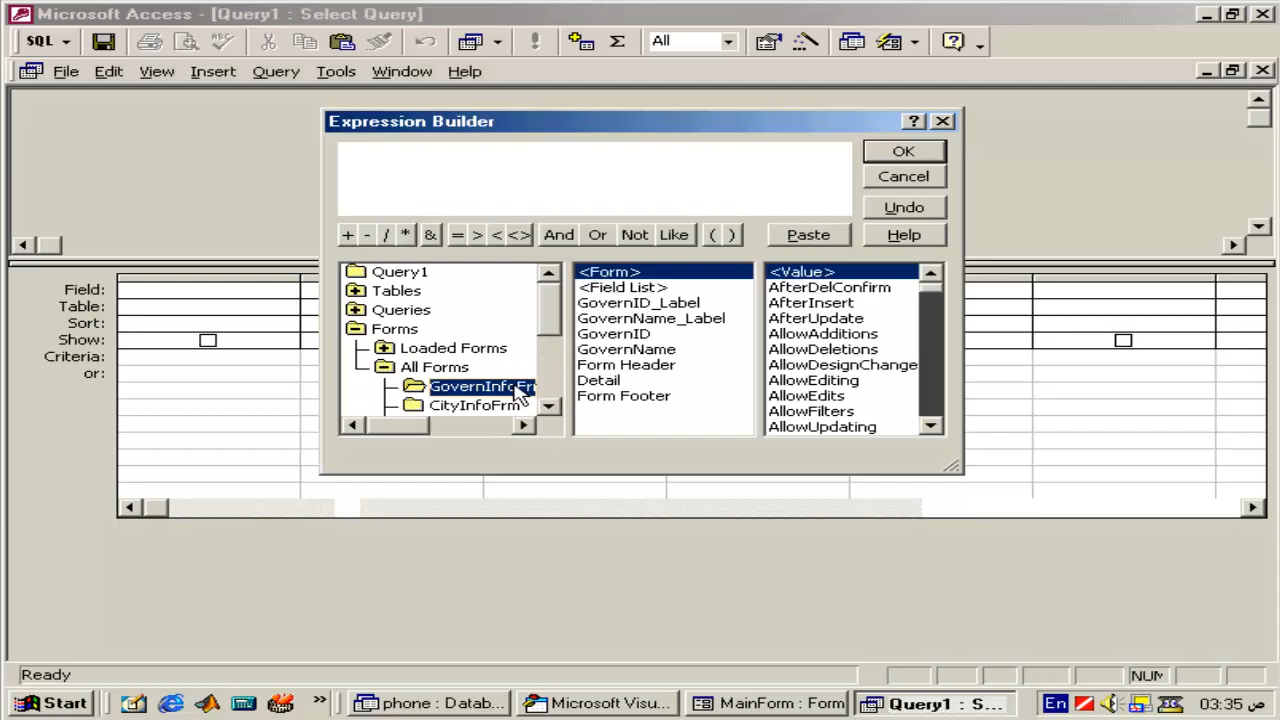 Microsoft Access - [Query1 : Select Query]
SQL
All
File Edit View Insert Query Tools Window Help
Expression Builder
OK
Cancel
Undo
+ - / * & = > < <> And Or Not Like ( ) Paste Help
Query1
Tables
Queries
Forms
Loaded Forms
All Forms
GovernInfoFr
CityInfoFrm
<Form>
<Field List>
GovernID_Label
GovernName_Label
GovernID
GovernName
Form Header
Detail
Form Footer
<Value>
AfterDelConfirm
AfterInsert
AfterUpdate
AllowAdditions
AllowDeletions
AllowDesignChange
AllowEditing
AllowEdits
AllowFilters
AllowUpdating
Field:
Table:
Sort:
Show:
Criteria:
or:
Ready NUM
Start phone : Datab... Microsoft Visu... MainForm : Form Query1 : S... En 03:35 ص